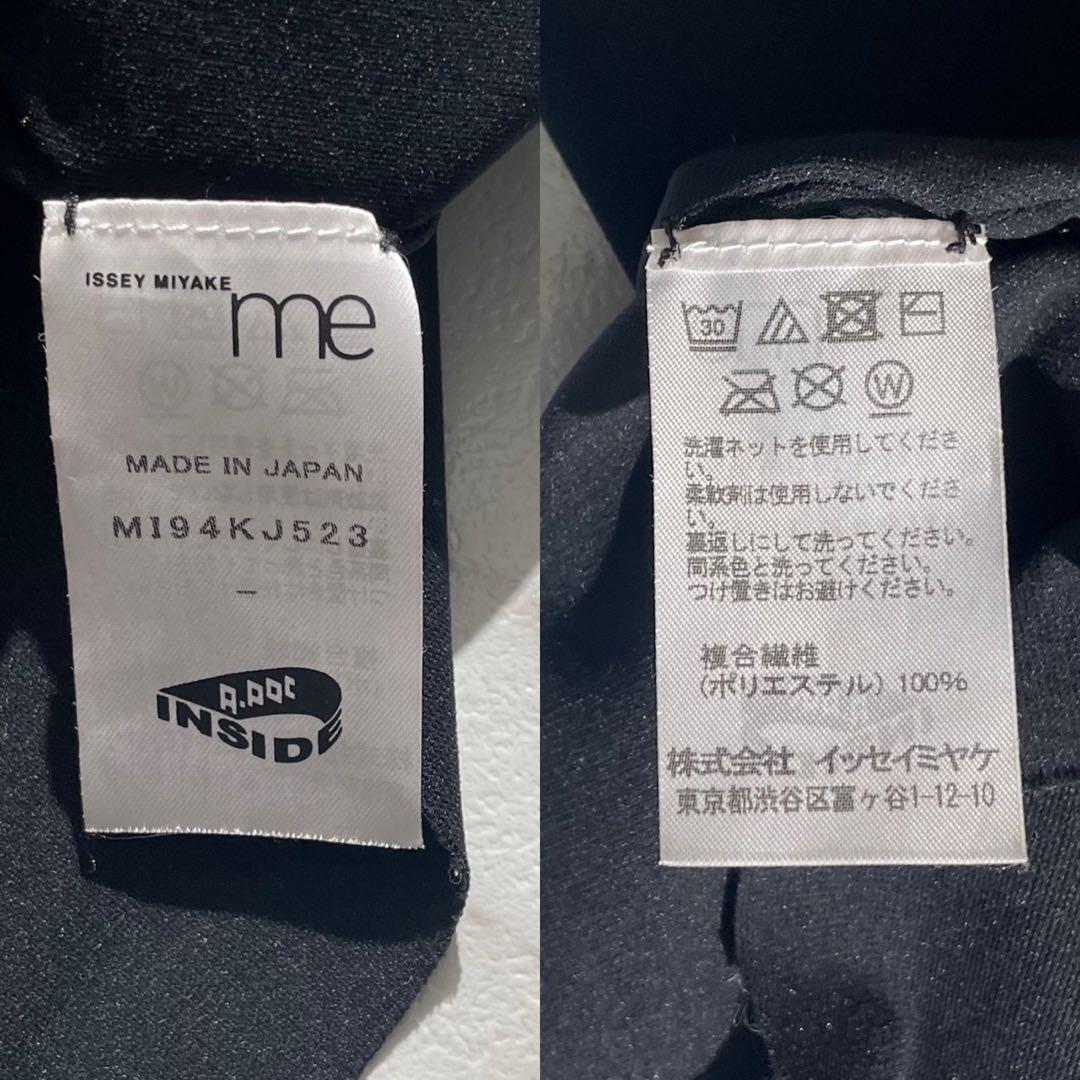 ISSEY MIYAKE
me
MADE IN JAPAN
MI94KJ523
A.POC
INSIDE
30
W
洗濯ネットを使用してくださ
い。
柔軟剤は使用しないでくださ
い。
裏返しにして洗ってください。
同系色と洗ってください。
つけ置きはお避けください。
複合繊維
(ポリエステル) 100%
株式会社 イッセイミヤケ
東京都渋谷区富ヶ谷1-12-10